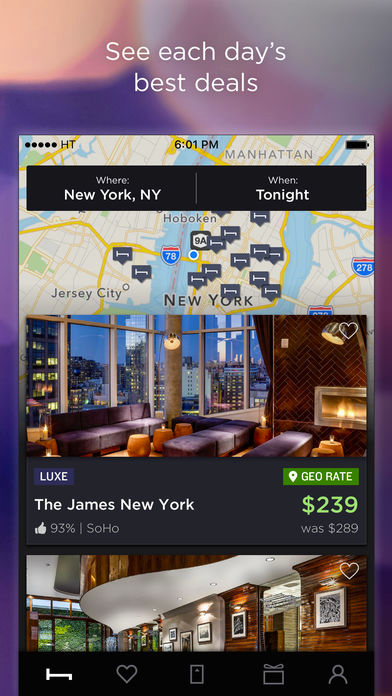 See each day's
best deals
HT 6:01 PM
MANHATTAN
Where: When:
New York, NY Tonight
Hoboken
9A
78
278
Jersey City
NEW YORK
LUXE GEO RATE
The James New York $239
93% | SoHo was $289